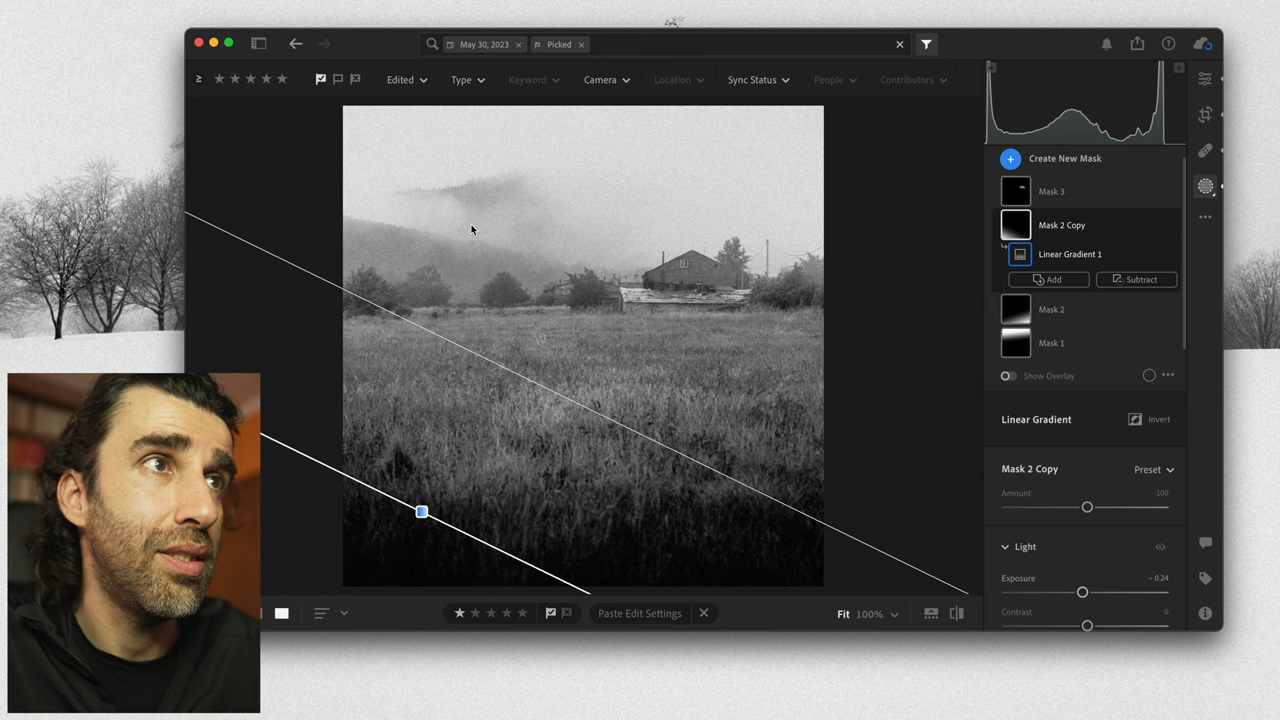 May 30, 2023
Picked
Edited
Type
Keyword
Camera
Location
Sync Status
People
Contributors
Create New Mask
Mask 3
Mask 2 Copy
Linear Gradient 1
Add
Subtract
Mask 2
Mask 1
Show Overlay
Linear Gradient
Invert
Mask 2 Copy
Preset
Amount
100
Light
Exposure
– 0.24
Contrast
0
Paste Edit Settings
Fit
100%